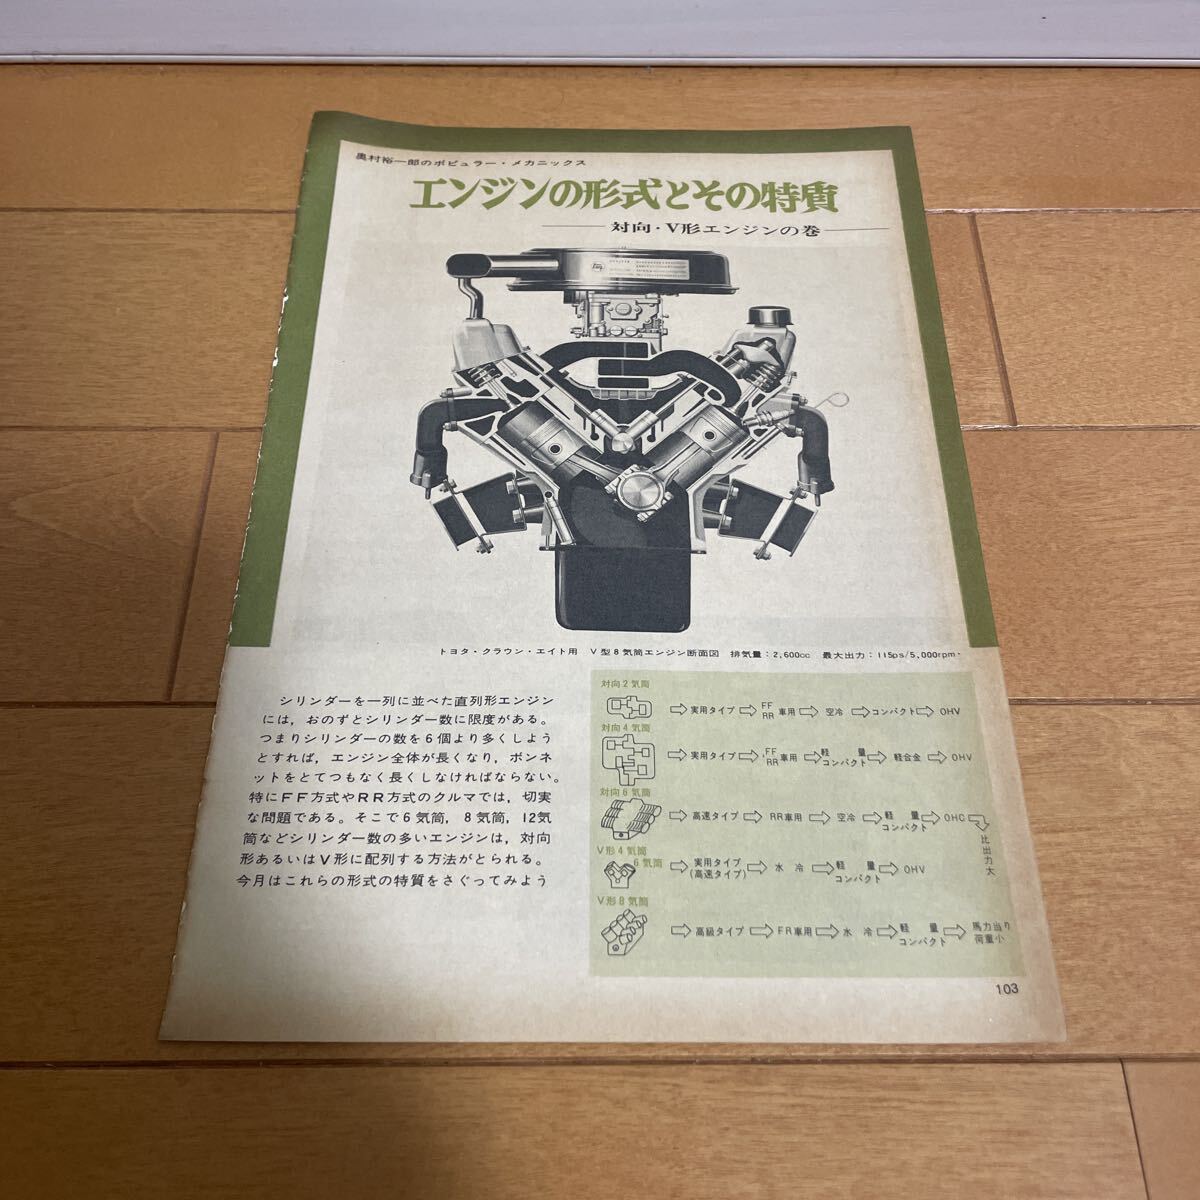 奥村裕一郎のポピュラー・メカニックス
エンジンの形式とその特質
対向・V形エンジンの巻
トヨタ・クラウン・エイト用 V型8気筒エンジン断面図 排気量：2,600cc 最大出力：115ps/5,000rpm・
シリンダーを一列に並べた直列形エンジン
には，おのずとシリンダー数に限度がある。
つまりシリンダーの数を6個より多くしよう
とすれば，エンジン全体が長くなり，ボンネ
ットをとてつもなく長くしなければならない。
特にFF方式やRR方式のクルマでは，切実
な問題である。そこで6気筒，8気筒，12気
筒などシリンダー数の多いエンジンは，対向
形あるいはV形に配列する方法がとられる。
今月はこれらの形式の特質をさぐってみよう
対向2気筒
⇨実用タイプ⇨FF RR車用⇨空冷⇨コンパクト⇨OHV
対向4気筒
⇨実用タイプ⇨FF RR車用⇨軽量コンパクト⇨軽合金⇨OHV
対向6気筒
⇨高速タイプ⇨RR車用⇨空冷⇨軽量コンパクト⇨OHC
比出力大
V形4気筒
6気筒
⇨実用タイプ(高速タイプ)⇨水冷⇨軽量コンパクト⇨OHV
V形8気筒
⇨高級タイプ⇨FR車用⇨水冷⇨軽量コンパクト⇨馬力当り荷重小
103